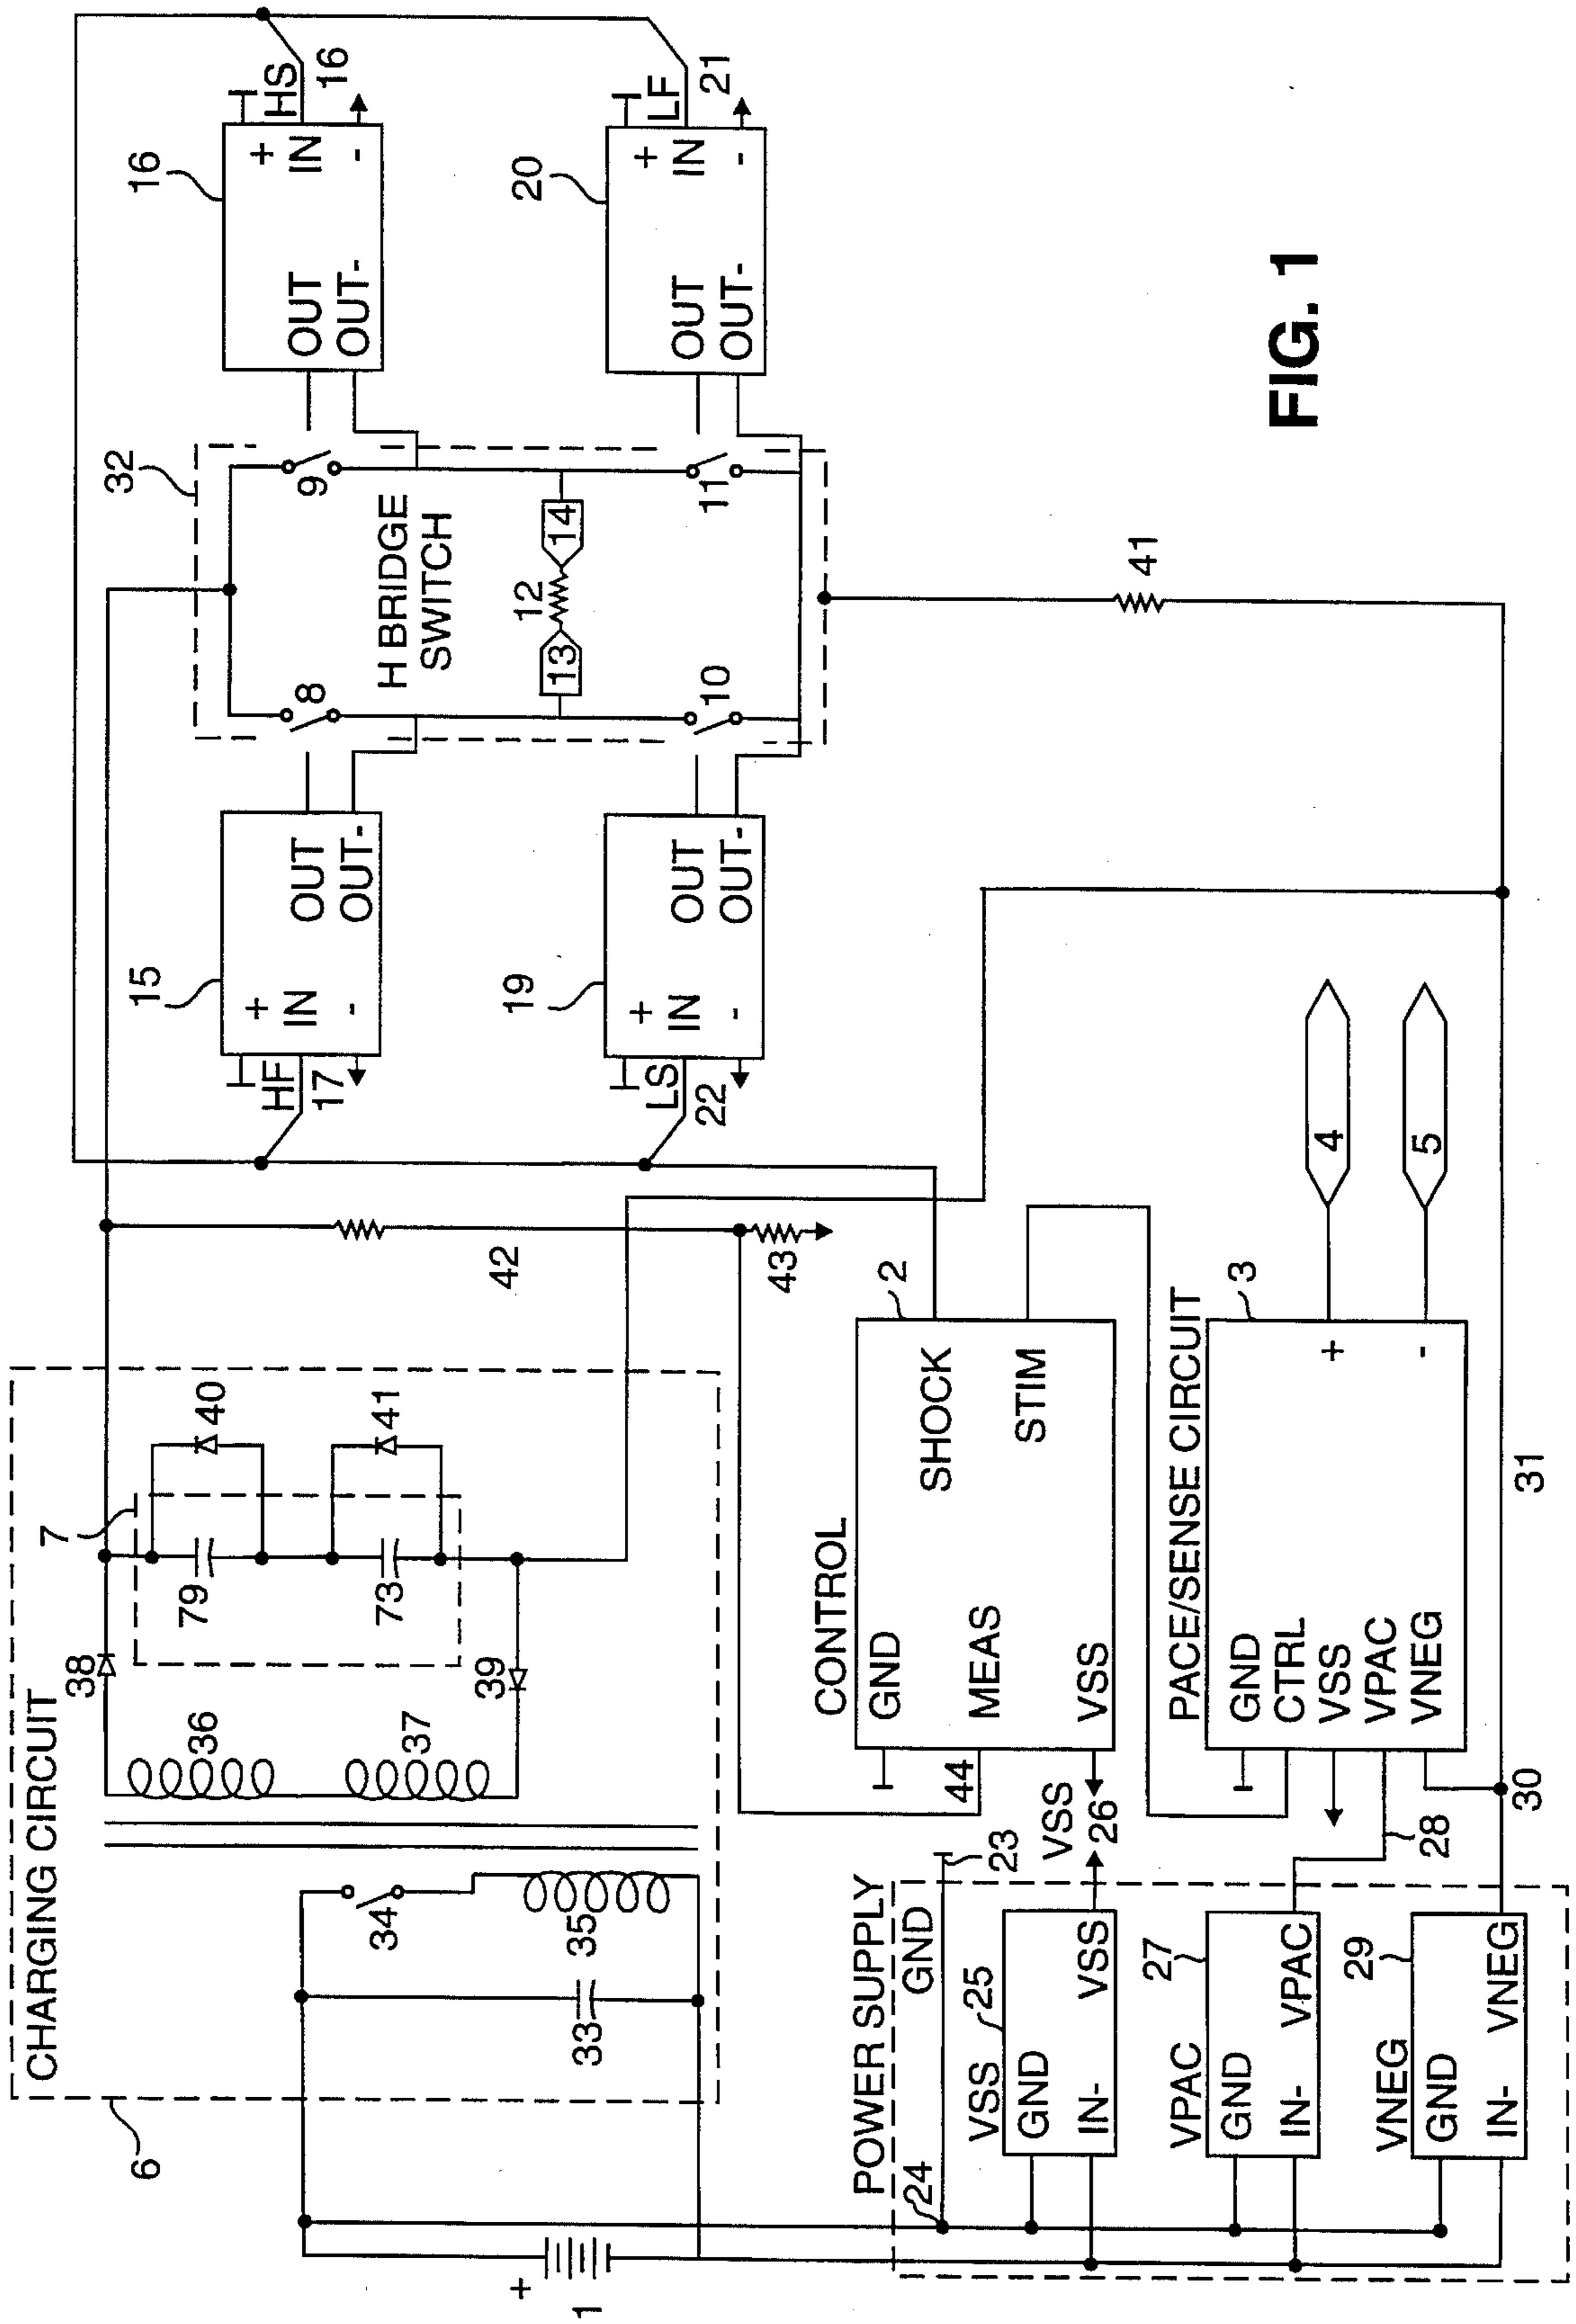 CHARGING CIRCUIT
6
38
36
37
39
34
35
33
1
+
7
79
73
40
41
42
43
44
15
+
IN
-
OUT
OUT-
HF
17
16
+
IN
-
OUT
OUT-
HS
16
19
+
IN
-
OUT
OUT-
LS
22
20
+
IN
-
OUT
OUT-
LF
21
32
H BRIDGE
SWITCH
8
9
10
11
12
13
14
41
CONTROL
2
GND
MEAS
VSS
SHOCK
STIM
VSS
26
PACE/SENSE CIRCUIT
3
GND
CTRL
VSS
VPAC
VNEG
+
-
4
5
POWER SUPPLY
24
GND
23
VSS
25
GND
IN-
VSS
VPAC
27
GND
IN-
VPAC
28
VNEG
29
GND
IN-
VNEG
30
31
FIG. 1